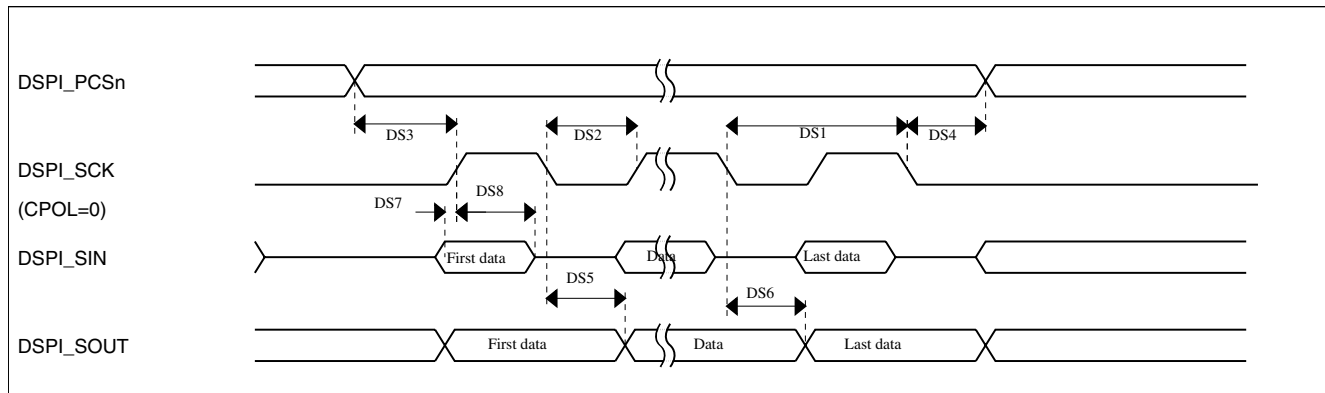 DSPI_PCSn
DS3
DS2
DS1
DS4
DSPI_SCK
(CPOL=0)
DS7
DS8
DSPI_SIN
First data
Data
Last data
DS5
DS6
DSPI_SOUT
First data
Data
Last data